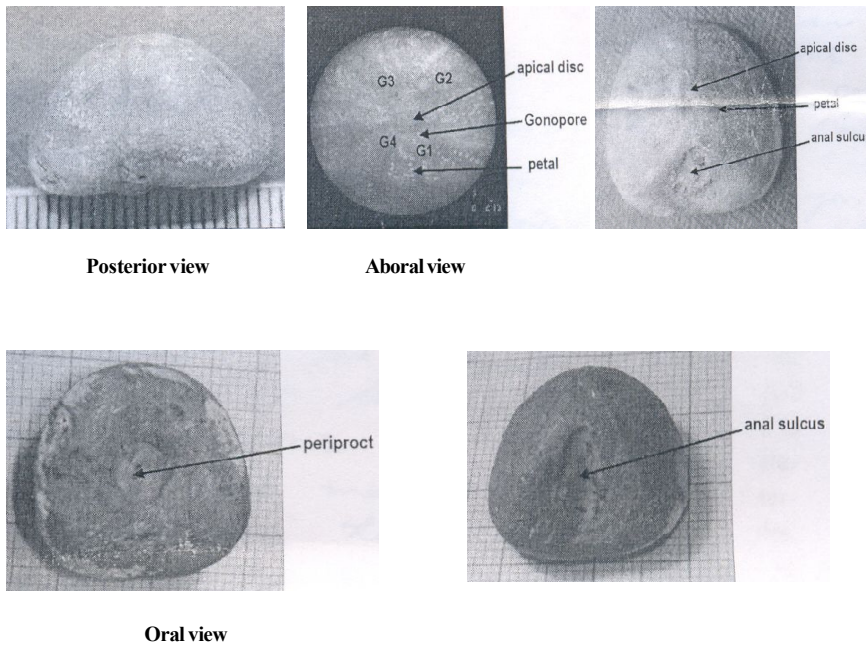 G3
G2
G4
G1
apical disc
Gonopore
petal
apical disc
petal
anal sulcus
Posterior view
Aboral view
periproct
anal sulcus
Oral view